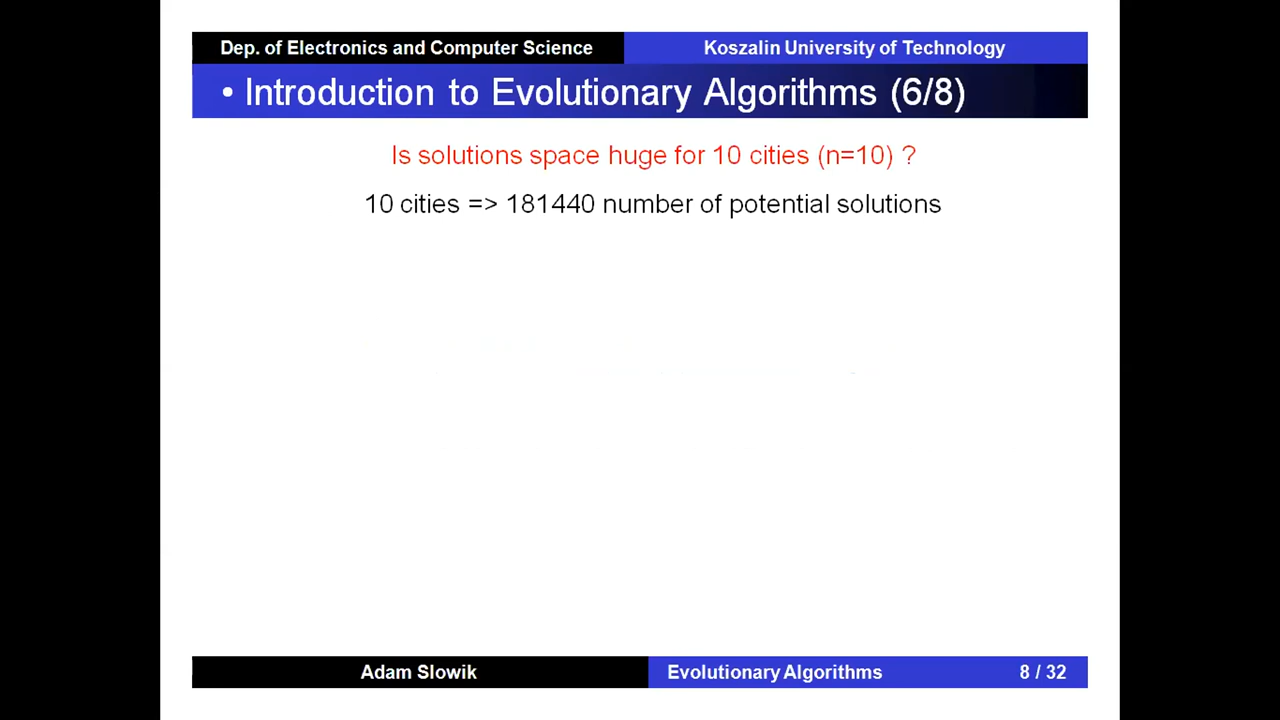 Dep. of Electronics and Computer Science
Koszalin University of Technology
• Introduction to Evolutionary Algorithms (6/8)
Is solutions space huge for 10 cities (n=10) ?
10 cities => 181440 number of potential solutions
Adam Slowik
Evolutionary Algorithms
8 / 32